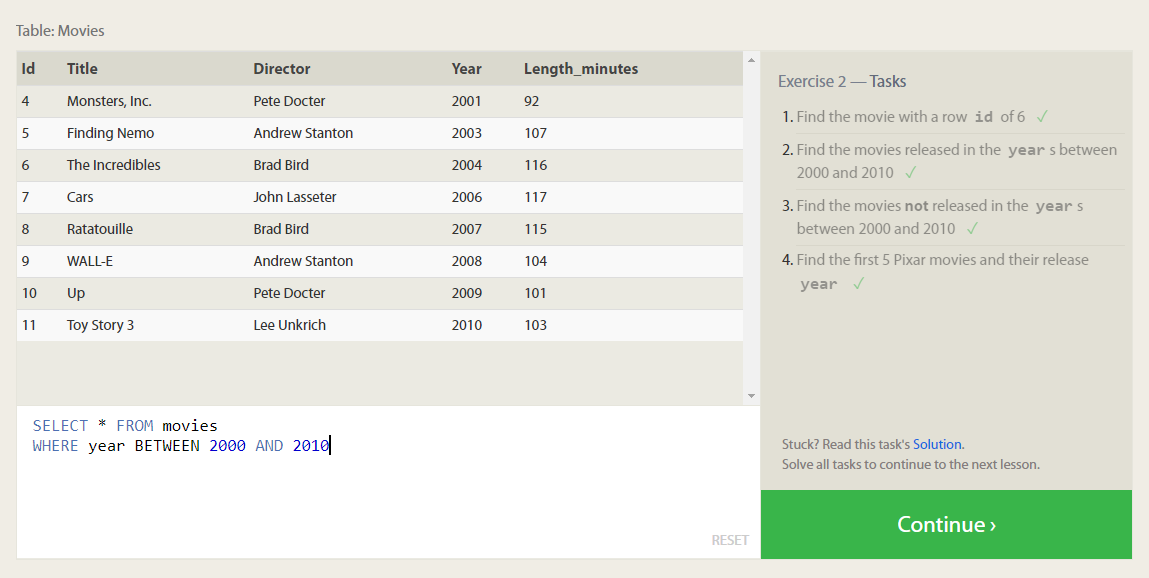 Table: Movies
Id Title Director Year Length_minutes
4 Monsters, Inc. Pete Docter 2001 92
5 Finding Nemo Andrew Stanton 2003 107
6 The Incredibles Brad Bird 2004 116
7 Cars John Lasseter 2006 117
8 Ratatouille Brad Bird 2007 115
9 WALL-E Andrew Stanton 2008 104
10 Up Pete Docter 2009 101
11 Toy Story 3 Lee Unkrich 2010 103
SELECT * FROM movies
WHERE year BETWEEN 2000 AND 2010
RESET
Exercise 2 — Tasks
1. Find the movie with a row id of 6 ✓
2. Find the movies released in the year s between
2000 and 2010 ✓
3. Find the movies not released in the year s
between 2000 and 2010 ✓
4. Find the first 5 Pixar movies and their release
year ✓
Stuck? Read this task's Solution.
Solve all tasks to continue to the next lesson.
Continue ›